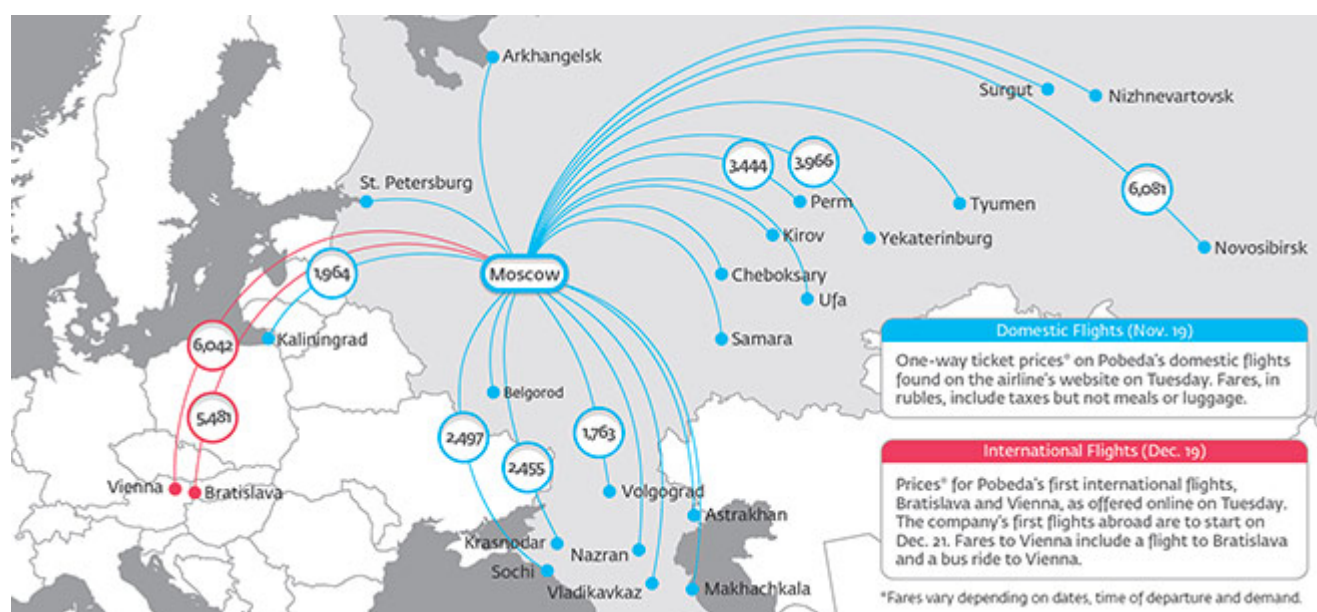 Arkhangelsk
Surgut
Nizhnevartovsk
3,444
3,966
St. Petersburg
6,081
Perm
Tyumen
Kirov
Yekaterinburg
Novosibirsk
Moscow
1,964
Cheboksary
Ufa
Kaliningrad
6,042
Samara
Domestic Flights (Nov. 19)
One-way ticket prices* on Pobeda's domestic flights
found on the airline's website on Tuesday. Fares, in
rubles, include taxes but not meals or luggage.
Belgorod
5,481
2,497
1,763
2,455
International Flights (Dec. 19)
Prices* for Pobeda's first international flights,
Bratislava and Vienna, as offered online on Tuesday.
The company's first flights abroad are to start on
Dec. 21. Fares to Vienna include a flight to Bratislava
and a bus ride to Vienna.
Vienna
Bratislava
Volgograd
Astrakhan
Krasnodar
Nazran
Sochi
Vladikavkaz
Makhachkala
*Fares vary depending on dates, time of departure and demand.